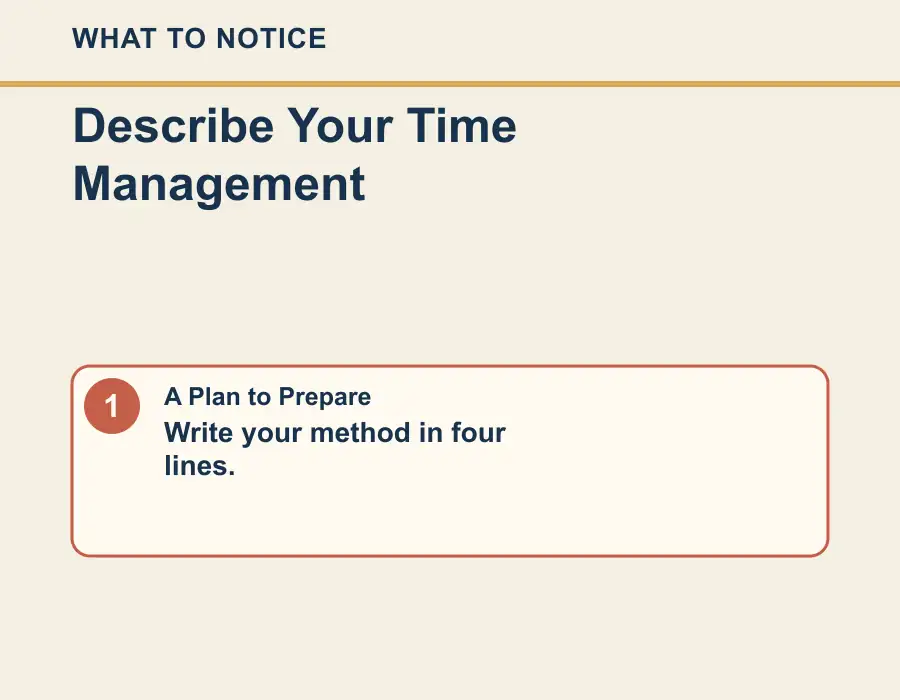 WHAT TO NOTICE
Describe Your Time
Management
1
A Plan to Prepare
Write your method in four
lines.